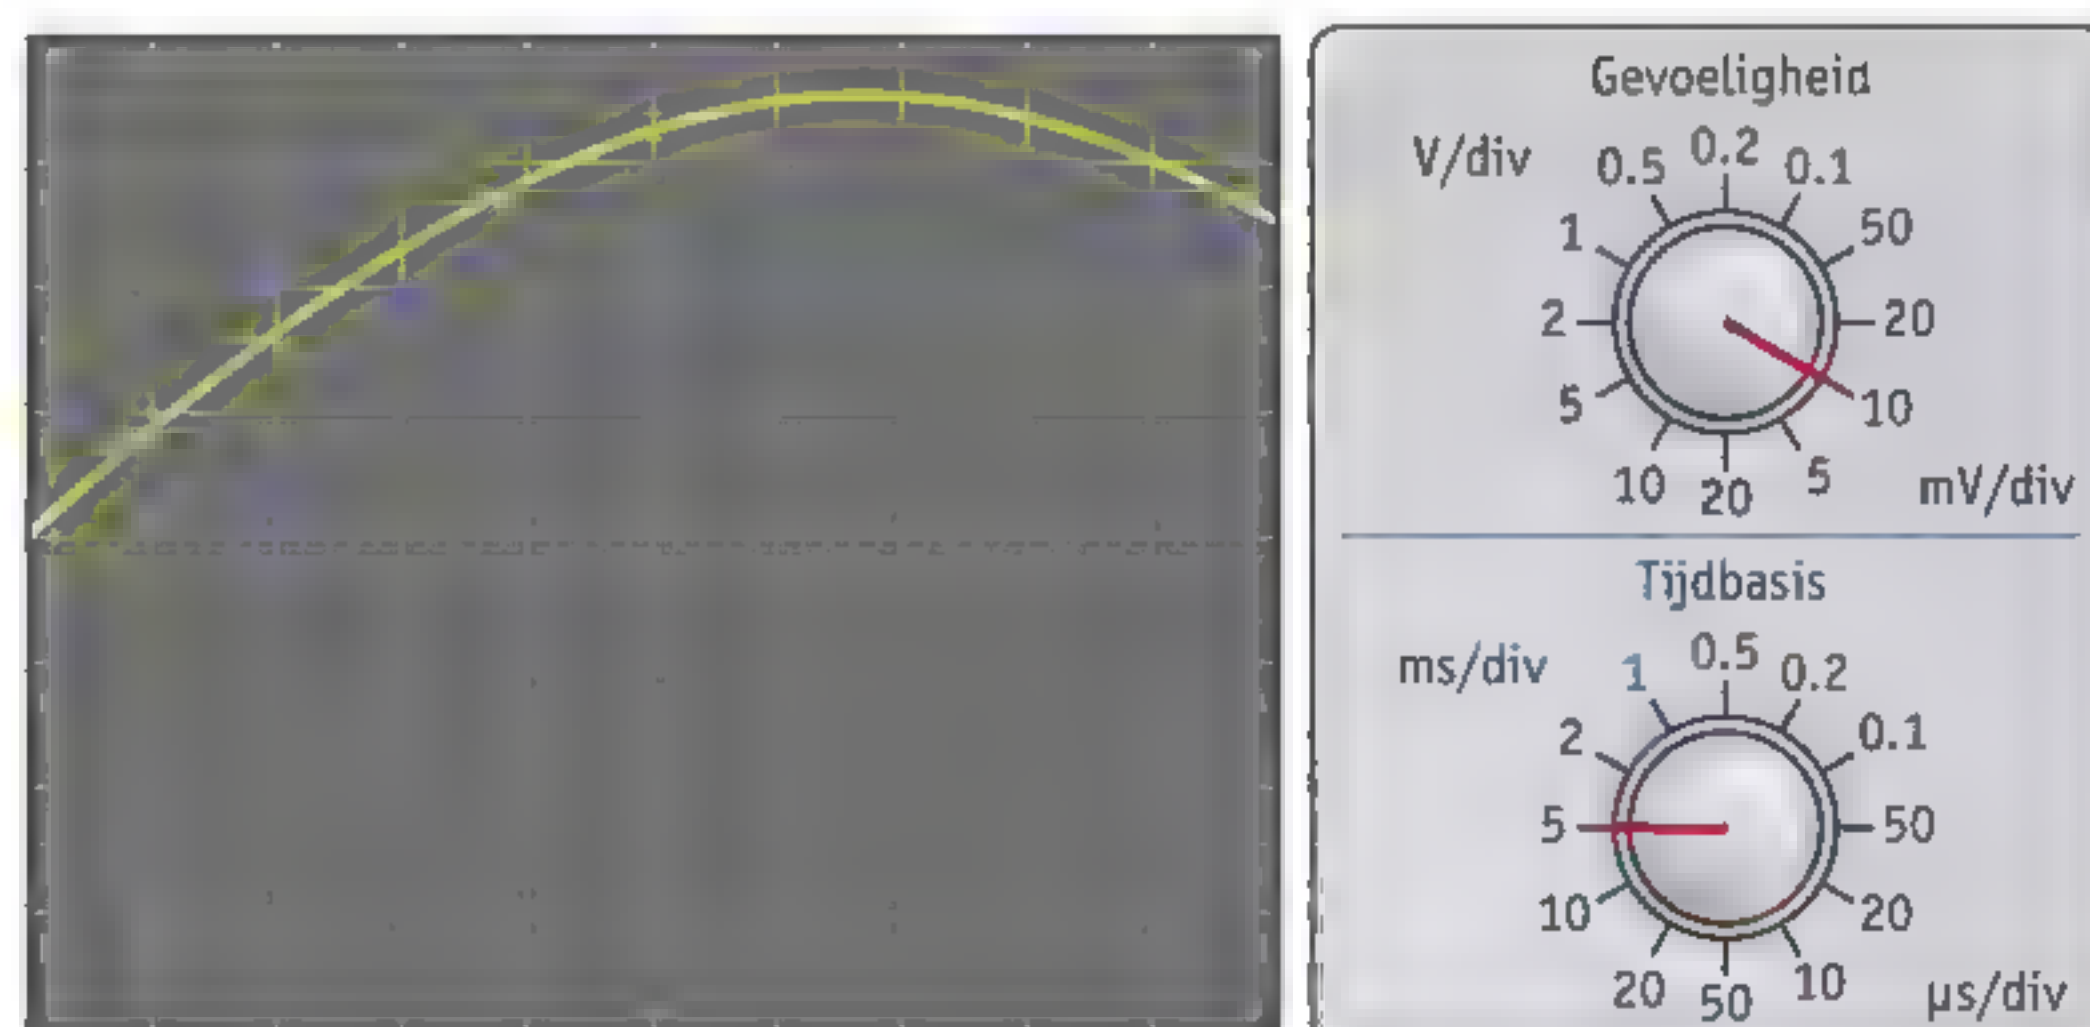 Gevoeligheid
V/div 0.5 0.2 0.1
1 50
2 20
5 10
10 20 5 mV/div
Tijdbasis
ms/div 1 0.5 0.2
2 0.1
5 50
10 20
20 50 10 µs/div